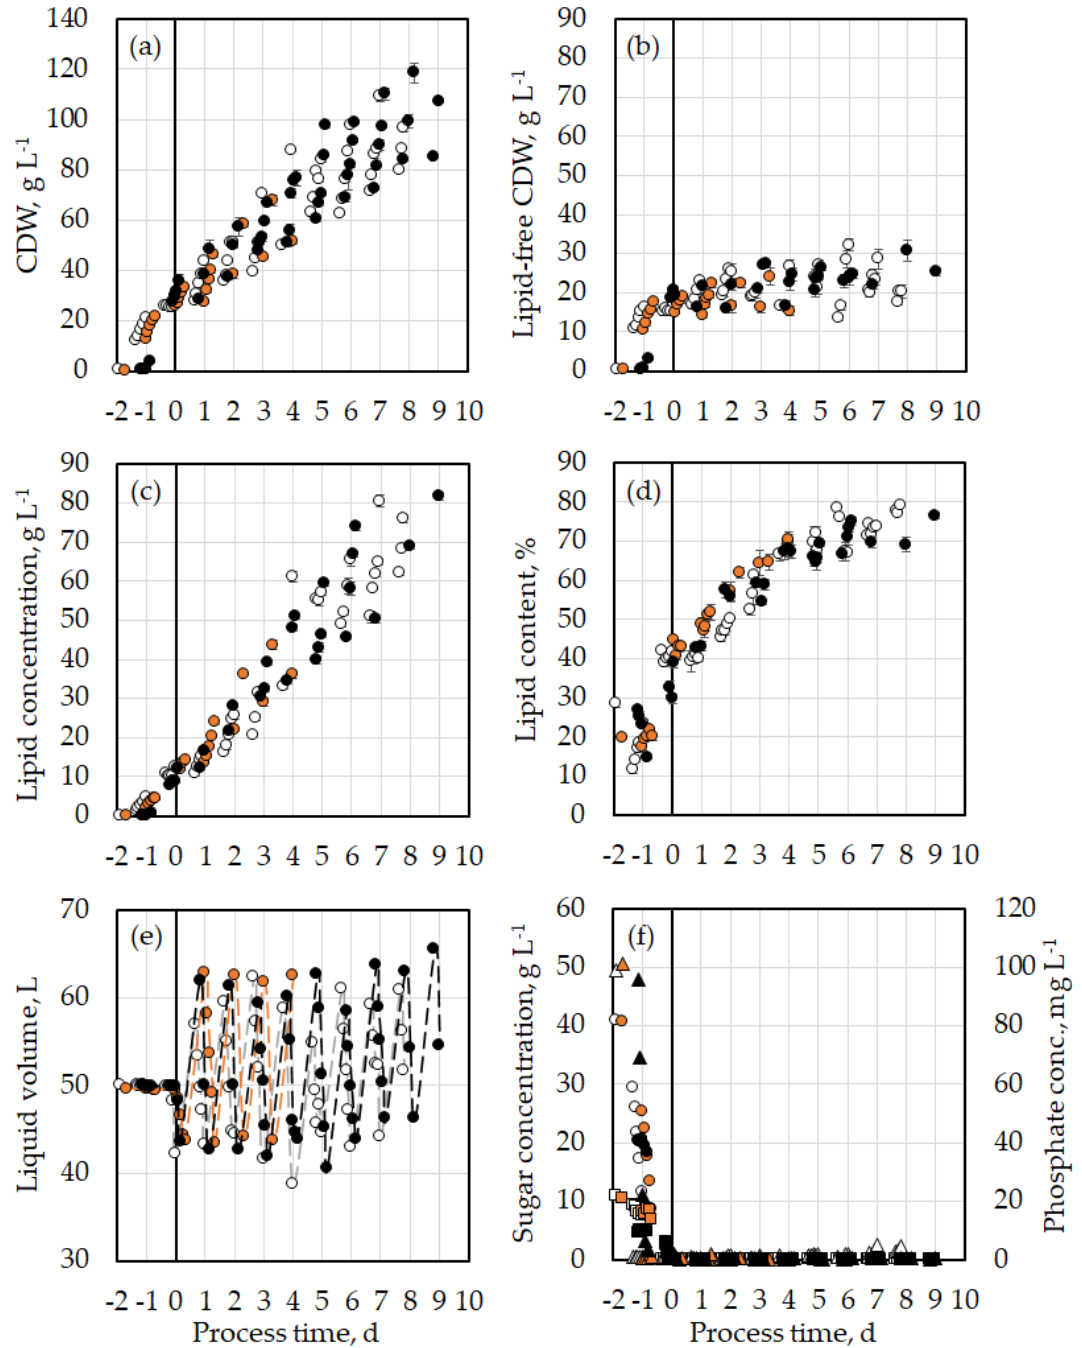 (a)
CDW, g L-1
140
120
100
80
60
40
20
0
-2 -1 0 1 2 3 4 5 6 7 8 9 10
(b)
Lipid-free CDW, g L-1
90
80
70
60
50
40
30
20
10
0
-2 -1 0 1 2 3 4 5 6 7 8 9 10
(c)
Lipid concentration, g L-1
90
80
70
60
50
40
30
20
10
0
-2 -1 0 1 2 3 4 5 6 7 8 9 10
(d)
Lipid content, %
90
80
70
60
50
40
30
20
10
0
-2 -1 0 1 2 3 4 5 6 7 8 9 10
(e)
Liquid volume, L
70
60
50
40
30
-2 -1 0 1 2 3 4 5 6 7 8 9 10
Process time, d
(f)
Sugar concentration, g L-1
60
50
40
30
20
10
0
Phosphate conc., mg L-1
120
100
80
60
40
20
0
-2 -1 0 1 2 3 4 5 6 7 8 9 10
Process time, d